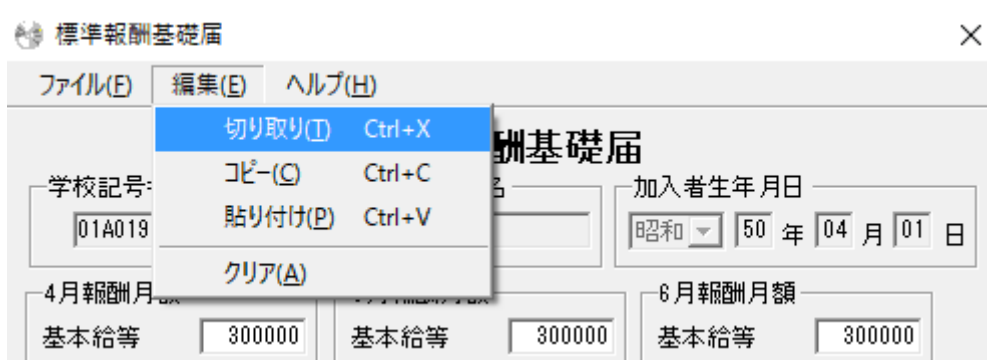 標準報酬基礎届
ファイル(F) 編集(E) ヘルプ(H)
切り取り(T) Ctrl+X
コピー(C) Ctrl+C
貼り付け(P) Ctrl+V
クリア(A)
酬基礎届
学校記号
01A019
名
加入者生年月日
昭和 50 年 04 月 01 日
4月報酬月額
6月報酬月額
基本給等 300000
基本給等 300000
基本給等 300000